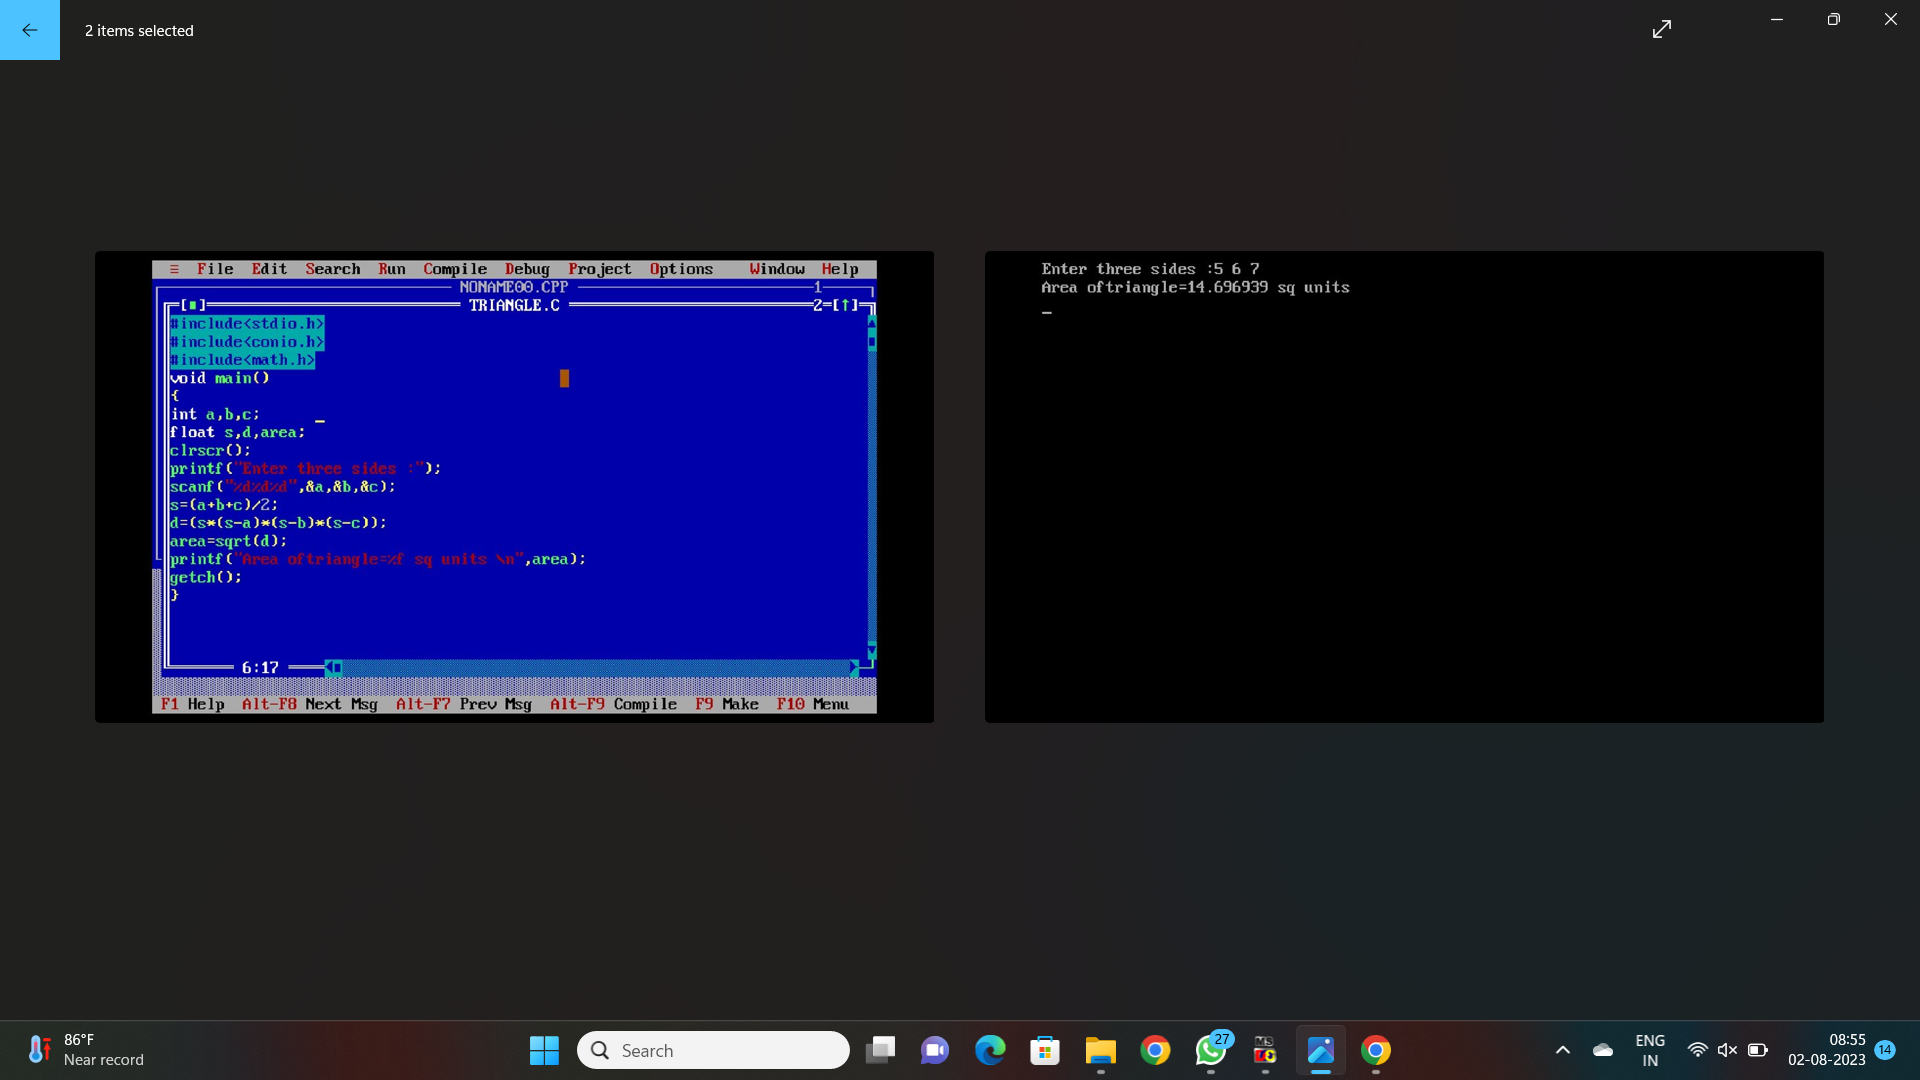 2 items selected
≡ File Edit Search Run Compile Debug Project Options Window Help
NONAME00.CPP 1
[■] TRIANGLE.C 2=[↑]
#include<stdio.h>
#include<conio.h>
#include<math.h>
void main()
{
int a,b,c;
float s,d,area;
clrscr();
printf("Enter three sides :");
scanf("%d%d%d",&a,&b,&c);
s=(a+b+c)/2;
d=(s*(s-a)*(s-b)*(s-c));
area=sqrt(d);
printf("Area oftriangle=%f sq units \n",area);
getch();
}
6:17
F1 Help Alt-F8 Next Msg Alt-F7 Prev Msg Alt-F9 Compile F9 Make F10 Menu
Enter three sides :5 6 7
Area oftriangle=14.696939 sq units
86°F
Near record
Search
27
MS
ENG
IN
08:55
02-08-2023
14